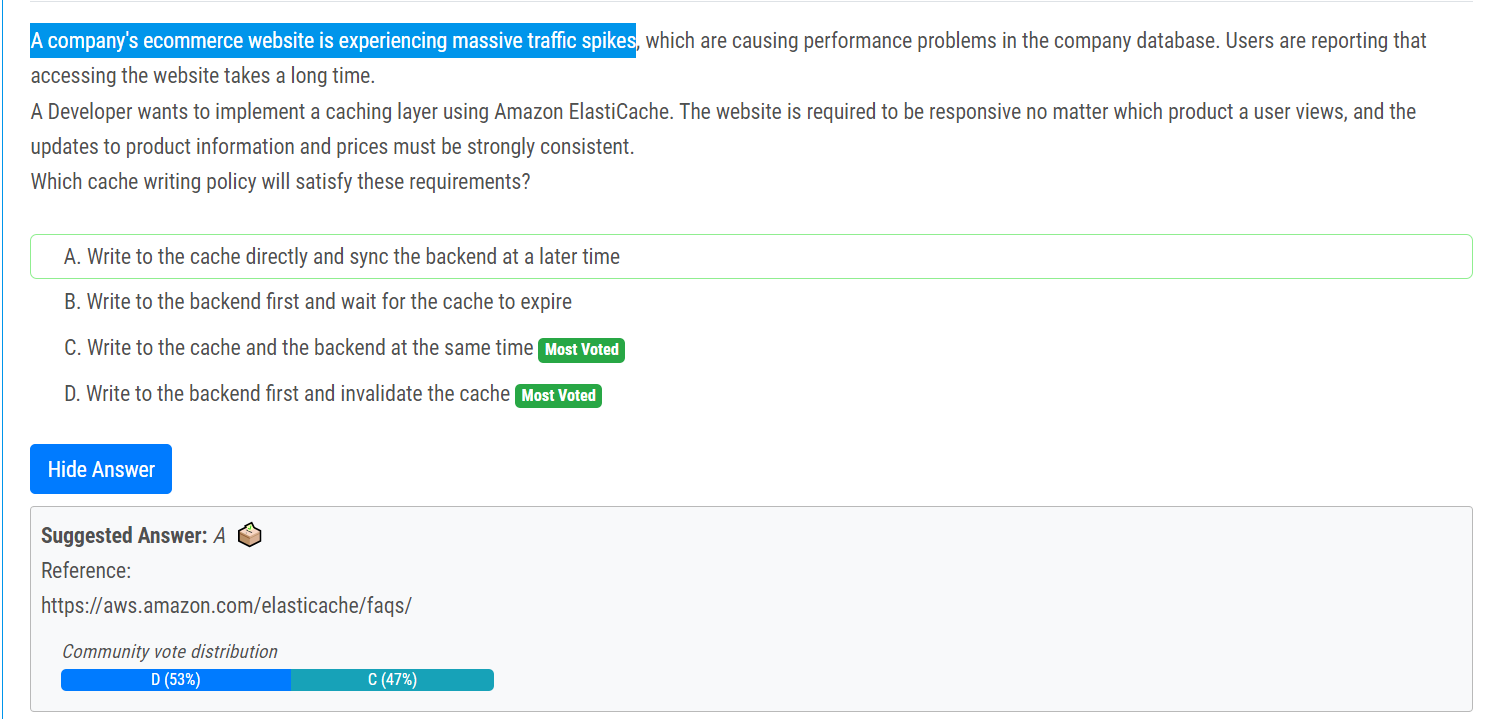 A company's ecommerce website is experiencing massive traffic spikes, which are causing performance problems in the company database. Users are reporting that
accessing the website takes a long time.
A Developer wants to implement a caching layer using Amazon ElastiCache. The website is required to be responsive no matter which product a user views, and the
updates to product information and prices must be strongly consistent.
Which cache writing policy will satisfy these requirements?
A. Write to the cache directly and sync the backend at a later time
B. Write to the backend first and wait for the cache to expire
C. Write to the cache and the backend at the same time Most Voted
D. Write to the backend first and invalidate the cache Most Voted
Hide Answer
Suggested Answer: A
Reference:
https://aws.amazon.com/elasticache/faqs/
Community vote distribution
D (53%) C (47%)